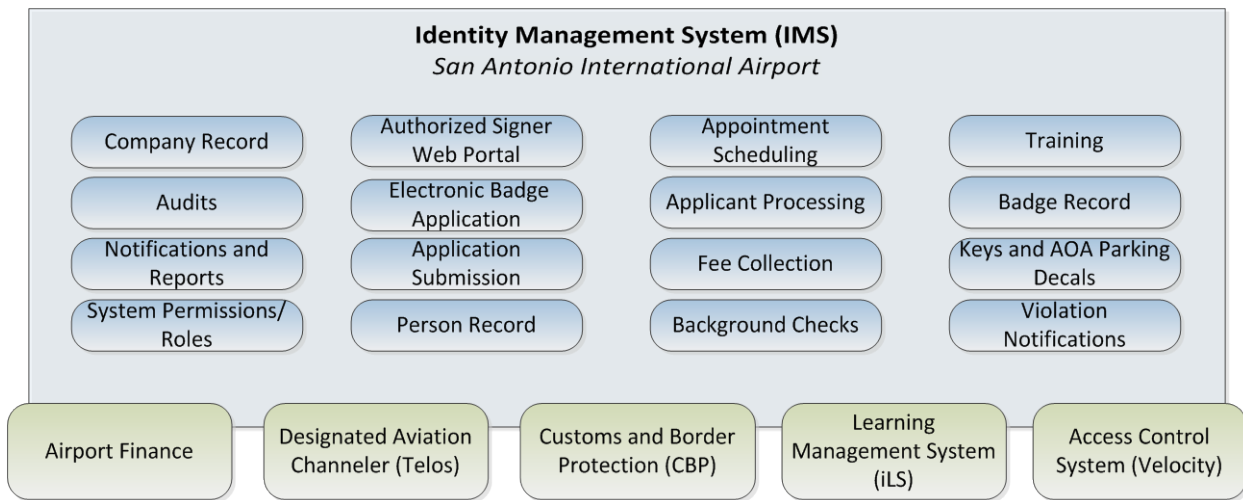 Identity Management System (IMS)
San Antonio International Airport
Company Record
Authorized Signer
Web Portal
Appointment
Scheduling
Training
Audits
Electronic Badge
Application
Applicant Processing
Badge Record
Notifications and
Reports
Application
Submission
Fee Collection
Keys and AOA Parking
Decals
System Permissions/
Roles
Person Record
Background Checks
Violation
Notifications
Airport Finance
Designated Aviation
Channeler (Telos)
Customs and Border
Protection (CBP)
Learning
Management System
(iLS)
Access Control
System (Velocity)